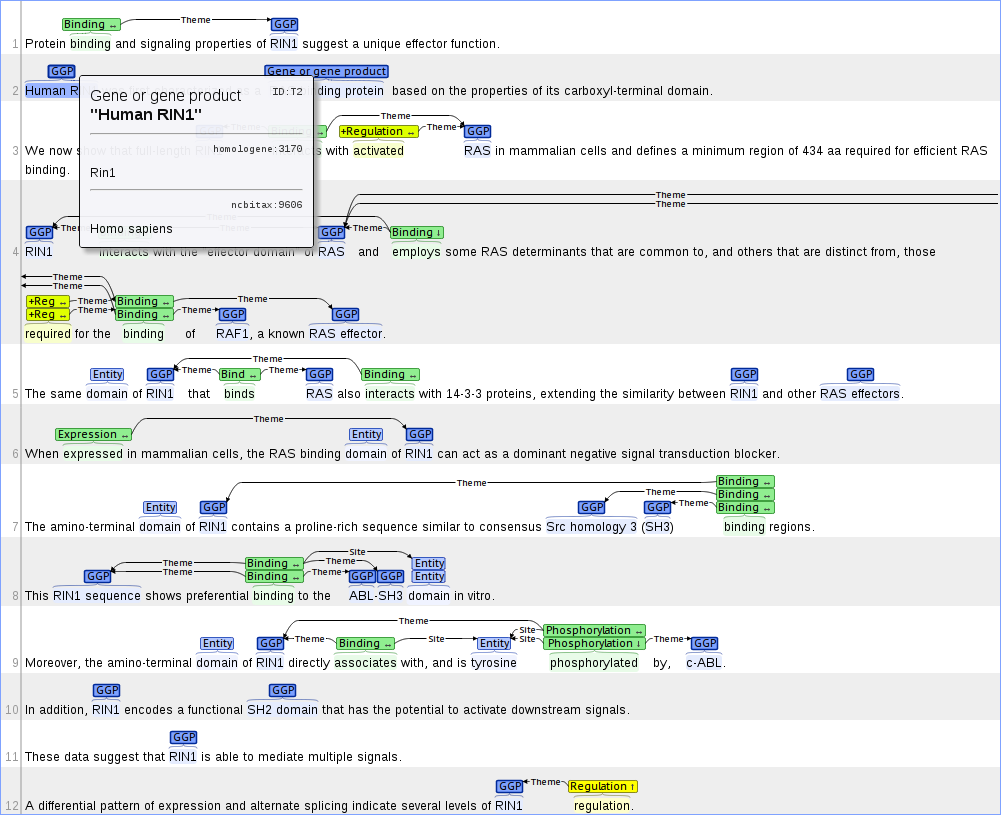 Binding ↔ Theme GGP
1 Protein binding and signaling properties of RIN1 suggest a unique effector function.
GGP Gene or gene product
2 Human based on the properties of its carboxyl-terminal domain.
Gene or gene product ID:T2
"Human RIN1"
homologene:3170
Rin1
ncbitax:9606
Homo sapiens
Theme
+Regulation ↔ Theme GGP
3 We now show that full-length with activated RAS in mammalian cells and defines a minimum region of 434 aa required for efficient RAS
binding.
Theme
Theme
GGP GGP Theme Binding ↓
4 RIN1 interacts with the effector domain of RAS and employs some RAS determinants that are common to, and others that are distinct from, those
Theme
Theme
+Reg ↔ Theme Binding ↔ Theme
+Reg ↔ Theme Binding ↔ Theme GGP GGP
required for the binding of RAF1, a known RAS effector.
Theme
Entity GGP Theme Bind ↔ Theme GGP Binding ↔ GGP GGP
5 The same domain of RIN1 that binds RAS also interacts with 14-3-3 proteins, extending the similarity between RIN1 and other RAS effectors.
Theme
Expression ↔ Entity GGP
6 When expressed in mammalian cells, the RAS binding domain of RIN1 can act as a dominant negative signal transduction blocker.
Theme Binding ↔
Theme Binding ↔
Entity GGP GGP GGP Theme Binding ↔
7 The amino-terminal domain of RIN1 contains a proline-rich sequence similar to consensus Src homology 3 (SH3) binding regions.
Site
Theme Binding ↔ Theme Entity
GGP Theme Binding ↔ Theme GGP GGP Entity
8 This RIN1 sequence shows preferential binding to the ABL-SH3 domain in vitro.
Theme
Site Phosphorylation ↔
Entity GGP Theme Binding ↔ Site Entity Site Phosphorylation ↓ Theme GGP
9 Moreover, the amino-terminal domain of RIN1 directly associates with, and is tyrosine phosphorylated by, c-ABL.
GGP GGP
10 In addition, RIN1 encodes a functional SH2 domain that has the potential to activate downstream signals.
GGP
11 These data suggest that RIN1 is able to mediate multiple signals.
GGP Theme Regulation ↑
12 A differential pattern of expression and alternate splicing indicate several levels of RIN1 regulation.